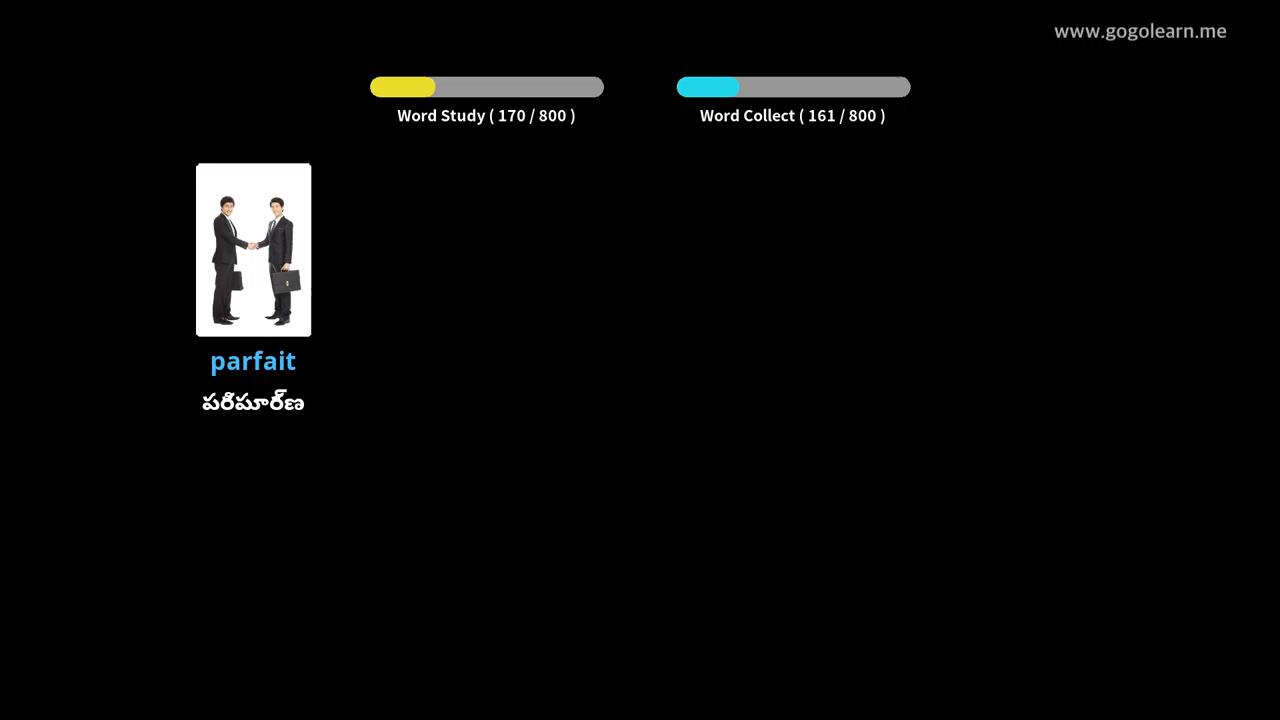 www.gogolearn.me
Word Study ( 170 / 800 )
Word Collect ( 161 / 800 )
parfait
పరిపూర్ణ